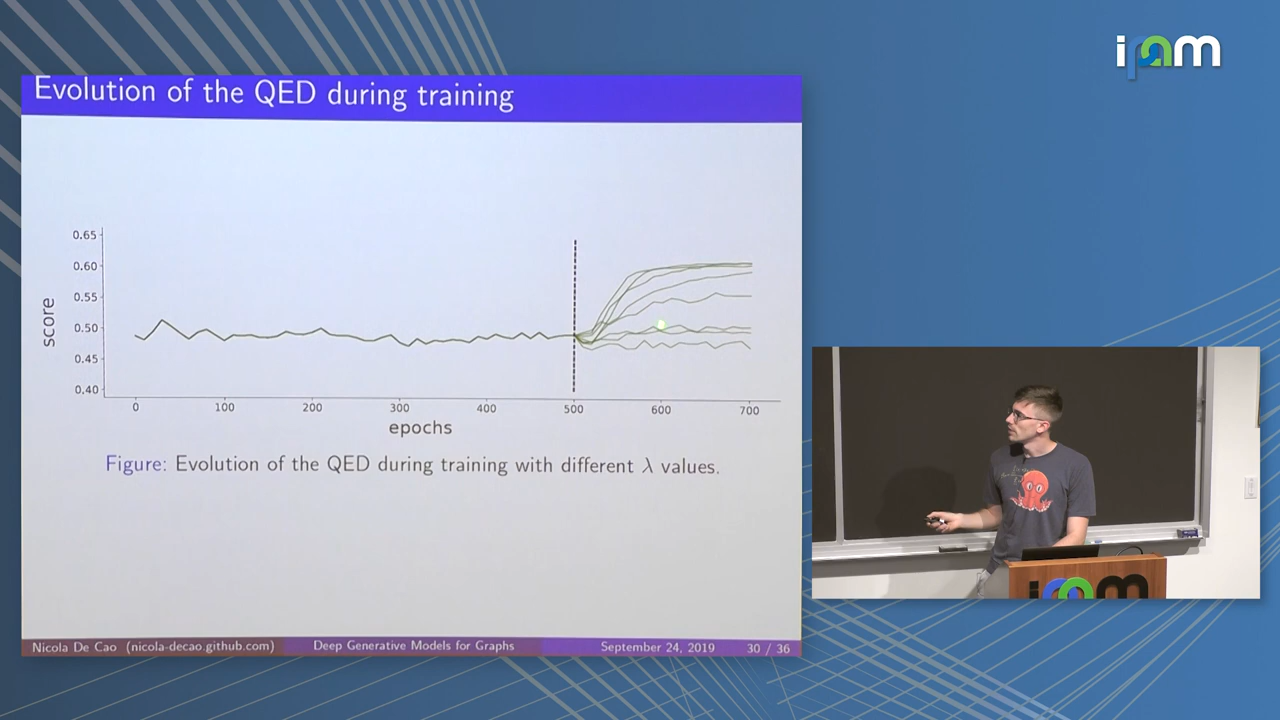 ipam
Evolution of the QED during training
0.65
0.60
0.55
0.50
0.45
0.40
score
0 100 200 300 400 500 600 700
epochs
Figure: Evolution of the QED during training with different λ values.
Nicola De Cao (nicola-decao.github.com) Deep Generative Models for Graphs September 24, 2019 30 / 36
ipam